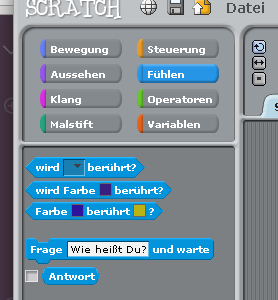 SCRATCH Datei
Bewegung Steuerung
Aussehen Fühlen
Klang Operatoren
Malstift Variablen
wird berührt?
wird Farbe berührt?
Farbe berührt ?
Frage Wie heißt Du? und warte
Antwort